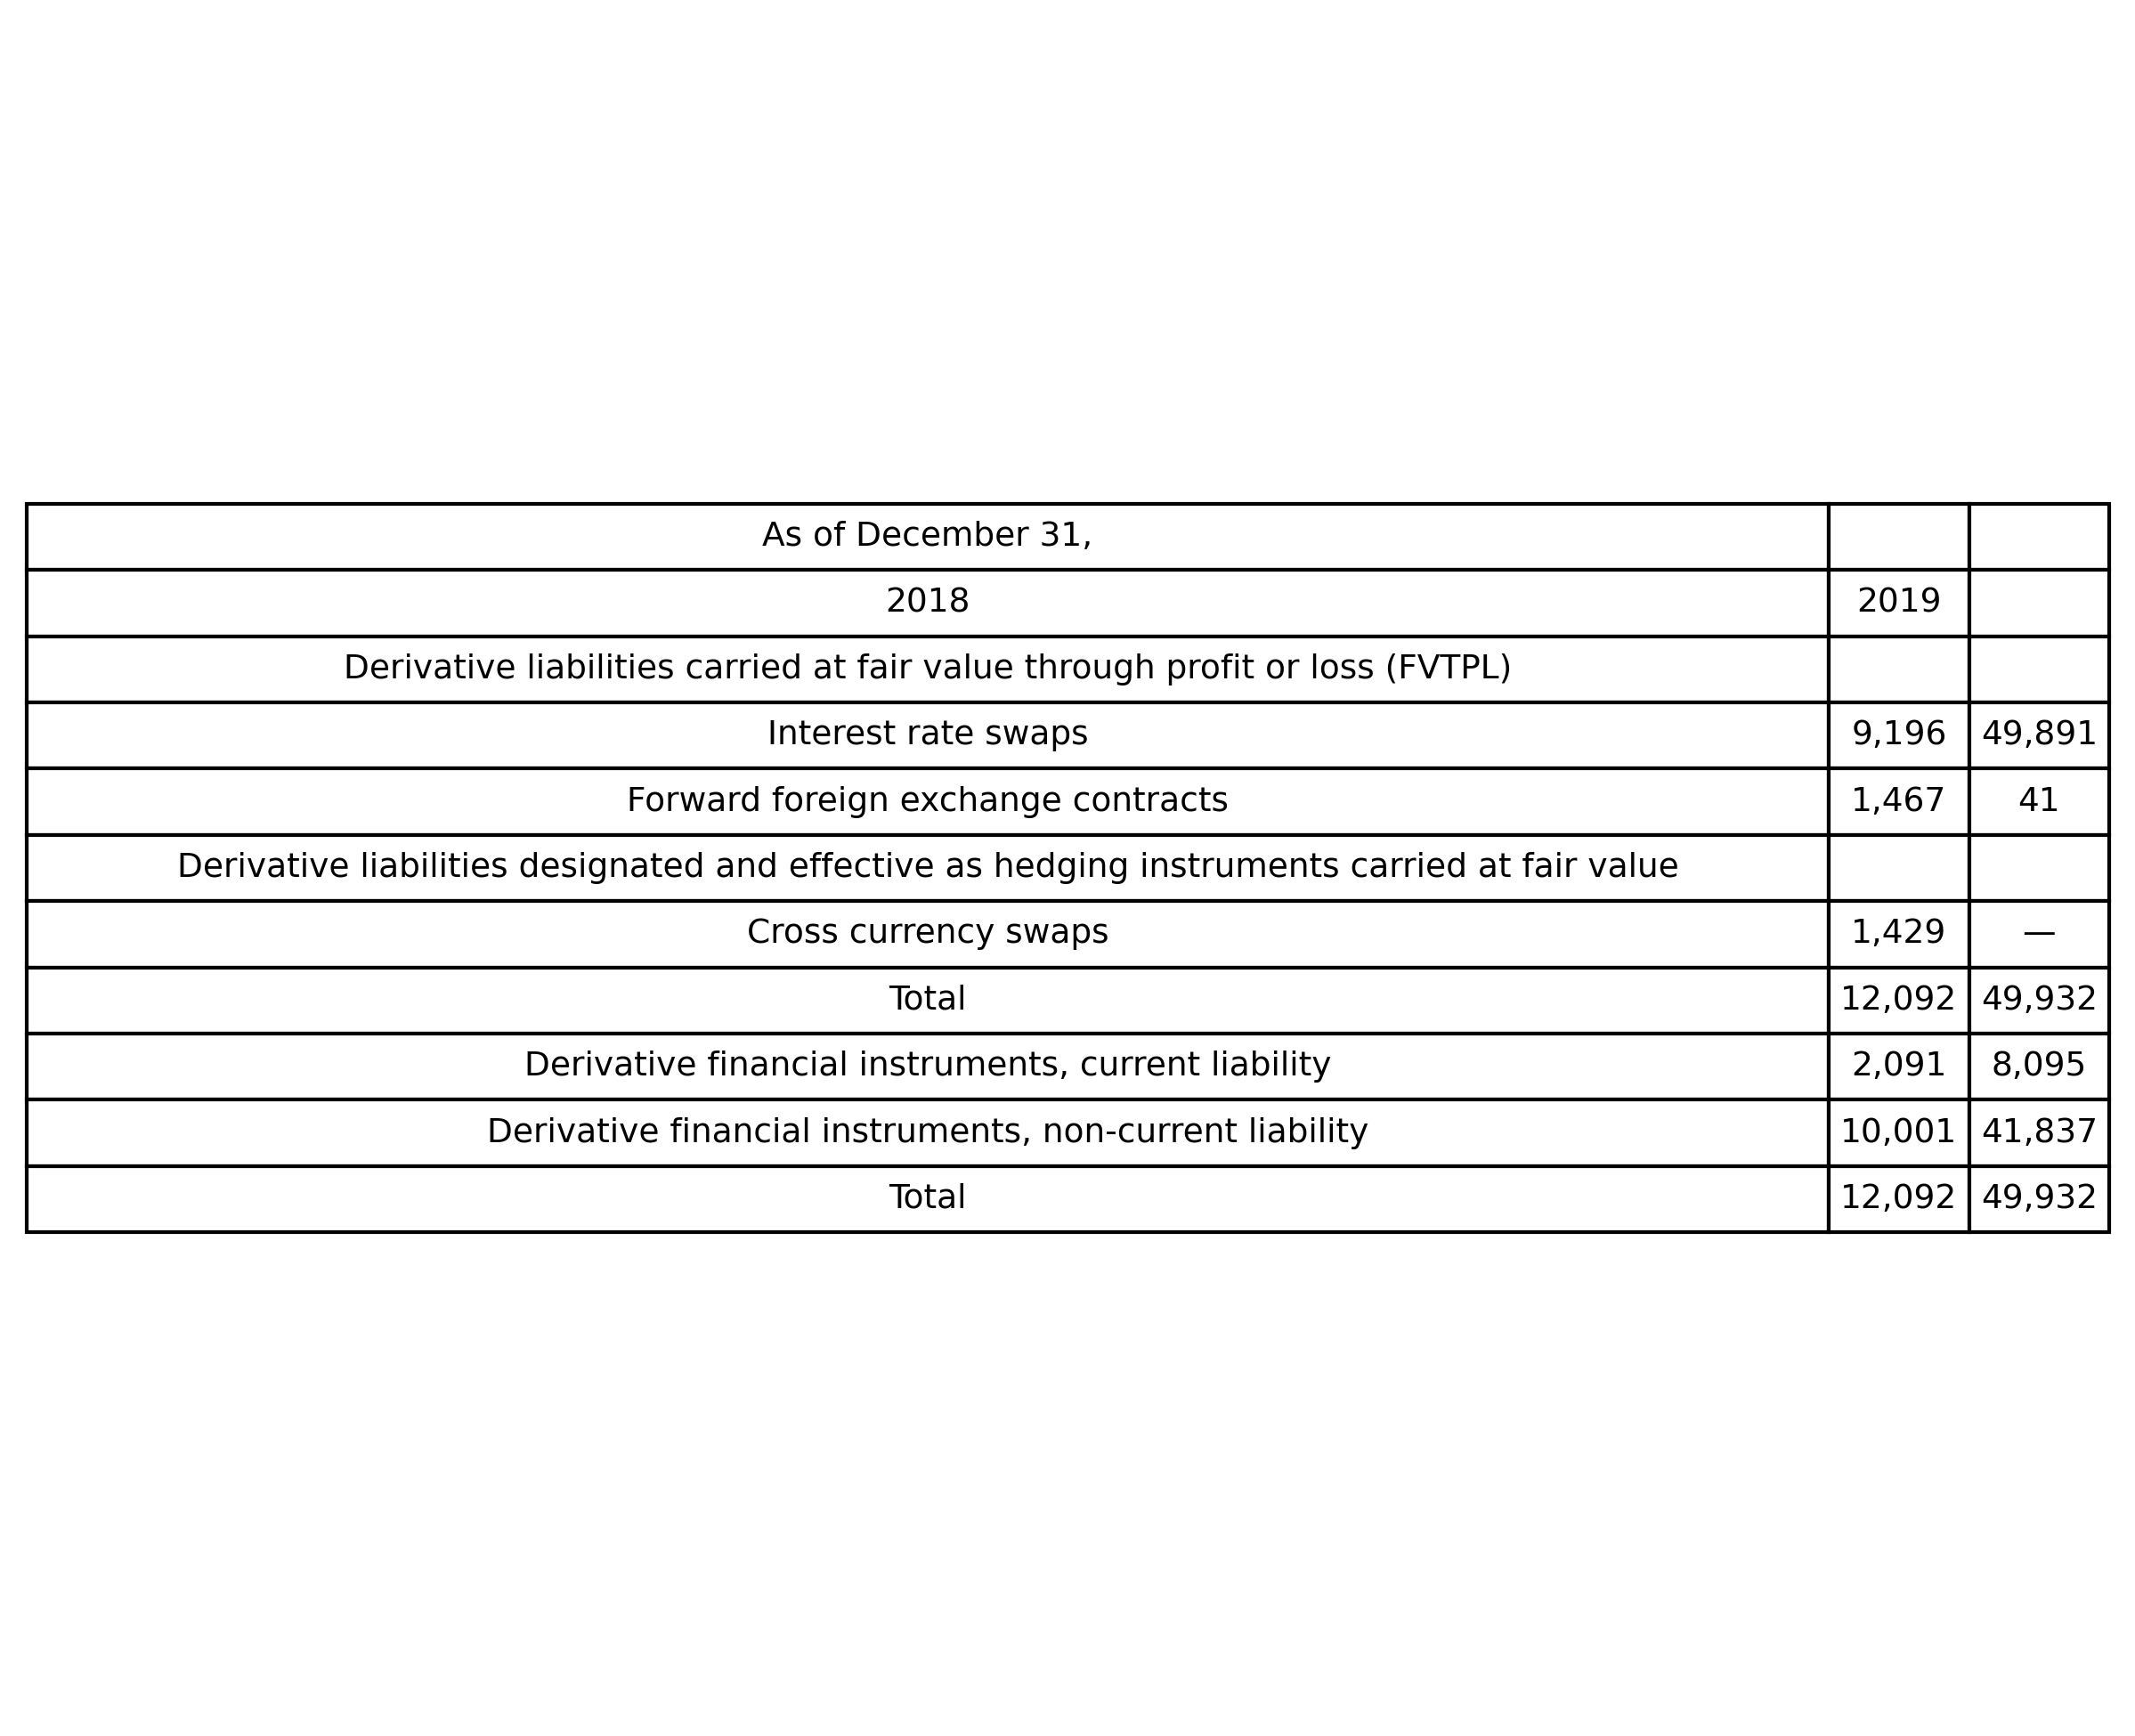 As of December 31,
2018 2019
Derivative liabilities carried at fair value through profit or loss (FVTPL)
Interest rate swaps 9,196 49,891
Forward foreign exchange contracts 1,467 41
Derivative liabilities designated and effective as hedging instruments carried at fair value
Cross currency swaps 1,429 —
Total 12,092 49,932
Derivative financial instruments, current liability 2,091 8,095
Derivative financial instruments, non-current liability 10,001 41,837
Total 12,092 49,932